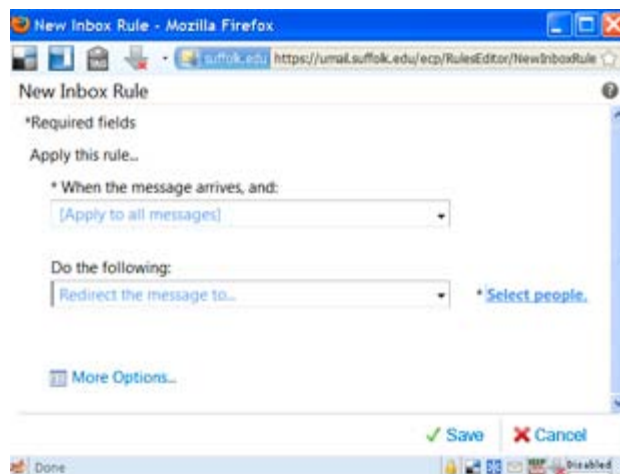 New Inbox Rule - Mozilla Firefox
suffolk.edu https://umail.suffolk.edu/ecp/RulesEditor/NewInboxRule
New Inbox Rule
*Required fields
Apply this rule...
* When the message arrives, and:
[Apply to all messages]
Do the following:
Redirect the message to... * Select people.
More Options...
Save Cancel
Done Disabled